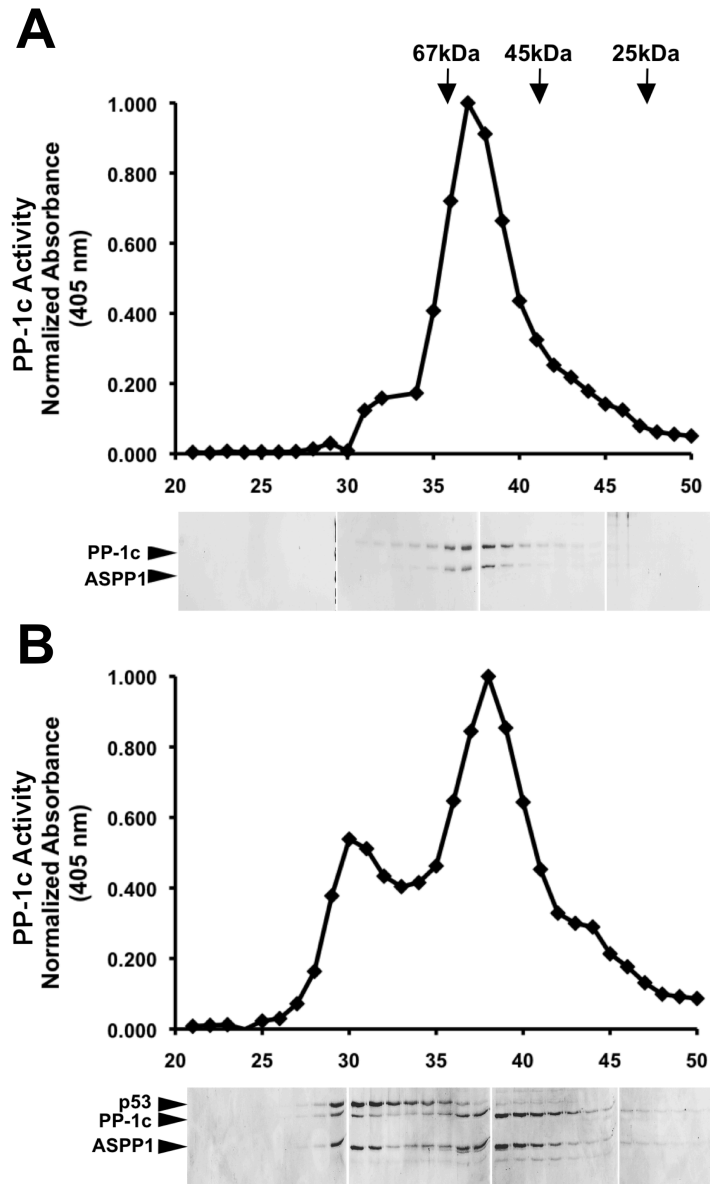 A
67kDa 45kDa 25kDa
PP-1c Activity
Normalized Absorbance
(405 nm)
1.000
0.800
0.600
0.400
0.200
0.000
20 25 30 35 40 45 50
PP-1c
ASPP1
B
PP-1c Activity
Normalized Absorbance
(405 nm)
1.000
0.800
0.600
0.400
0.200
0.000
20 25 30 35 40 45 50
p53
PP-1c
ASPP1